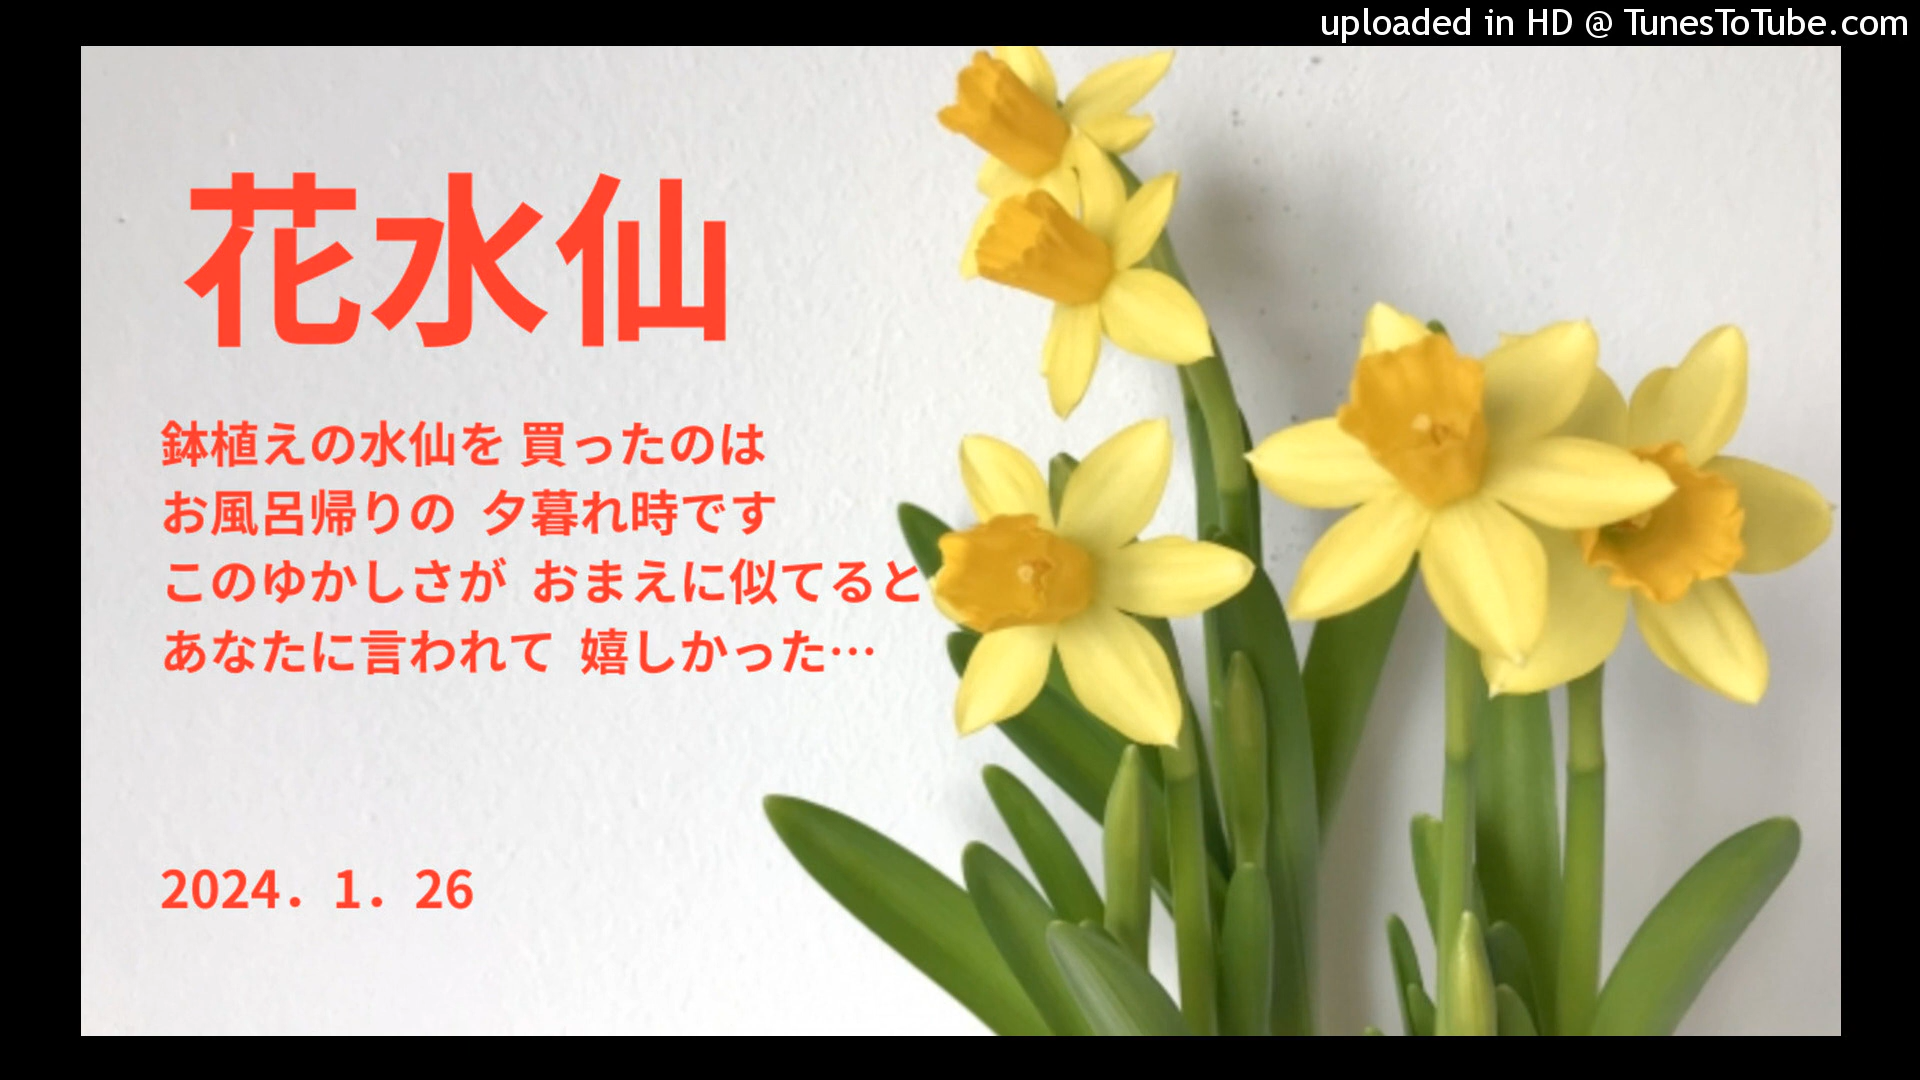 uploaded in HD @ TunesToTube.com
花水仙
鉢植えの水仙を 買ったのは
お風呂帰りの 夕暮れ時です
このゆかしさが おまえに似てると
あなたに言われて 嬉しかった…
2024．1．26